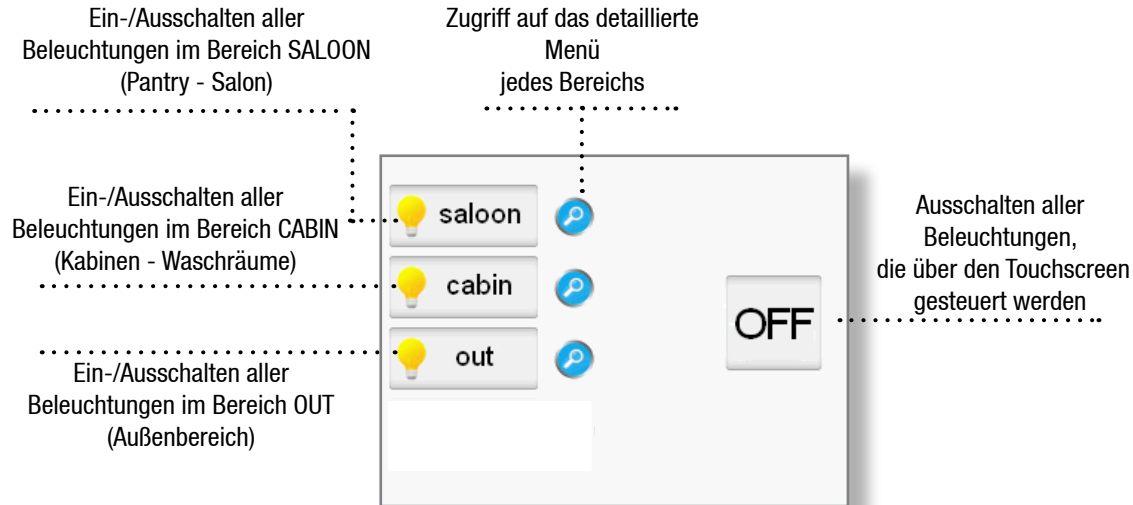 Ein-/Ausschalten aller
Beleuchtungen im Bereich SALOON
(Pantry - Salon)
Zugriff auf das detaillierte
Menü
jedes Bereichs
Ein-/Ausschalten aller
Beleuchtungen im Bereich CABIN
(Kabinen - Waschräume)
Ein-/Ausschalten aller
Beleuchtungen im Bereich OUT
(Außenbereich)
saloon
cabin
out
OFF
Ausschalten aller
Beleuchtungen,
die über den Touchscreen
gesteuert werden